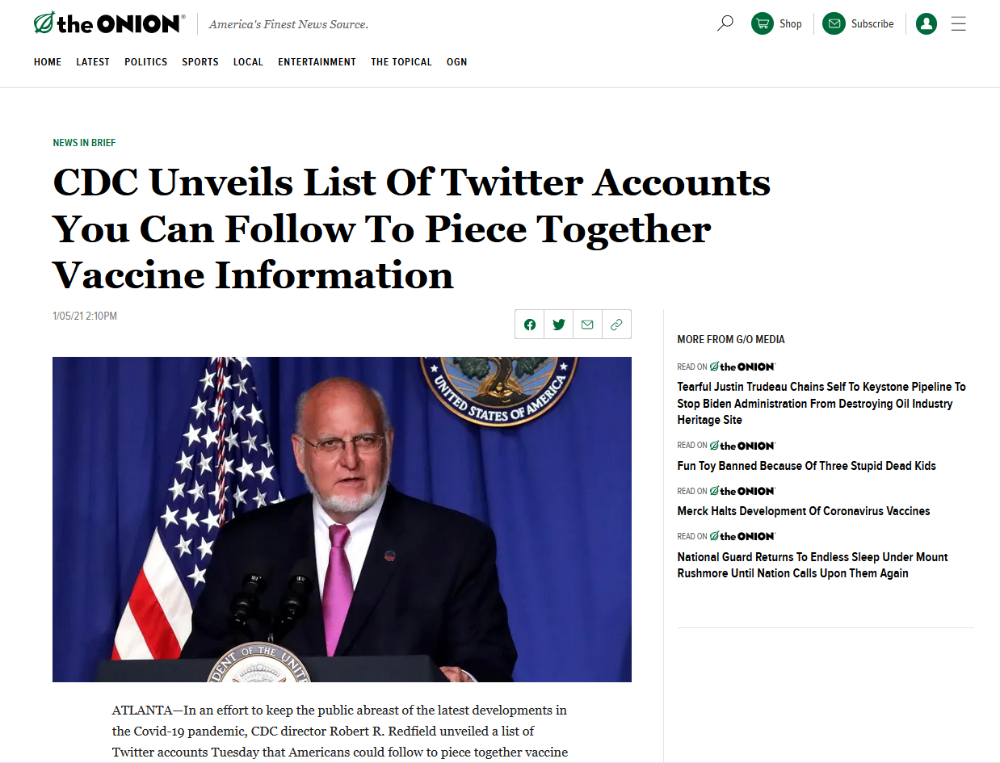 the ONION®
America's Finest News Source.
Shop
Subscribe
HOME LATEST POLITICS SPORTS LOCAL ENTERTAINMENT THE TOPICAL OGN
NEWS IN BRIEF
CDC Unveils List Of Twitter Accounts
You Can Follow To Piece Together
Vaccine Information
1/05/21 2:10PM
UNITED STATES OF AMERICA
DENT OF THE UNITE
ATLANTA—In an effort to keep the public abreast of the latest developments in
the Covid-19 pandemic, CDC director Robert R. Redfield unveiled a list of
Twitter accounts Tuesday that Americans could follow to piece together vaccine
MORE FROM G/O MEDIA
READ ON the ONION
Tearful Justin Trudeau Chains Self To Keystone Pipeline To
Stop Biden Administration From Destroying Oil Industry
Heritage Site
READ ON the ONION
Fun Toy Banned Because Of Three Stupid Dead Kids
READ ON the ONION
Merck Halts Development Of Coronavirus Vaccines
READ ON the ONION
National Guard Returns To Endless Sleep Under Mount
Rushmore Until Nation Calls Upon Them Again